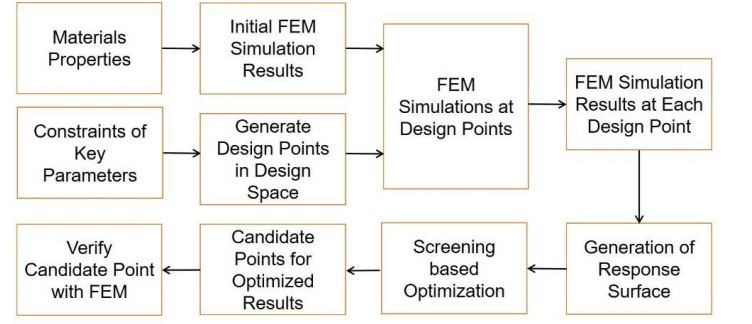 Materials
Properties
Initial FEM
Simulation
Results
FEM
Simulations at
Design Points
FEM Simulation
Results at Each
Design Point
Constraints of
Key
Parameters
Generate
Design Points
in Design
Space
Verify
Candidate Point
with FEM
Candidate
Points for
Optimized
Results
Screening
based
Optimization
Generation of
Response
Surface